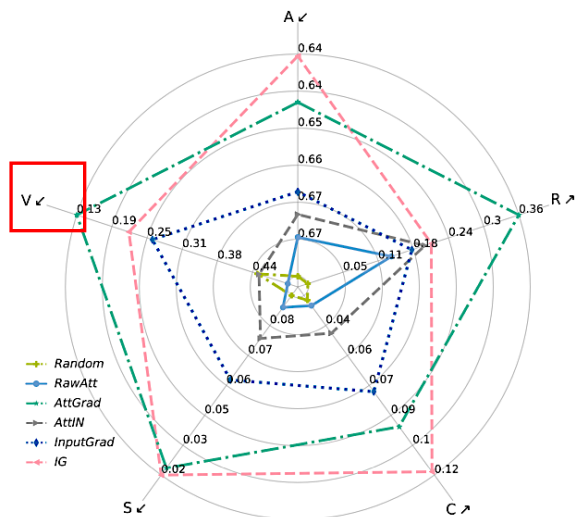 A ↙
0.64
0.64
0.65
0.66
0.67
0.67
R ↗
0.36
0.3
0.24
0.18
0.11
0.05
V ↙
0.13
0.19
0.25
0.31
0.38
0.44
0.08
0.07
0.06
0.05
0.03
0.02
S ↙
0.04
0.06
0.07
0.09
0.1
0.12
C ↗
Random
RawAtt
AttGrad
AttIN
InputGrad
IG